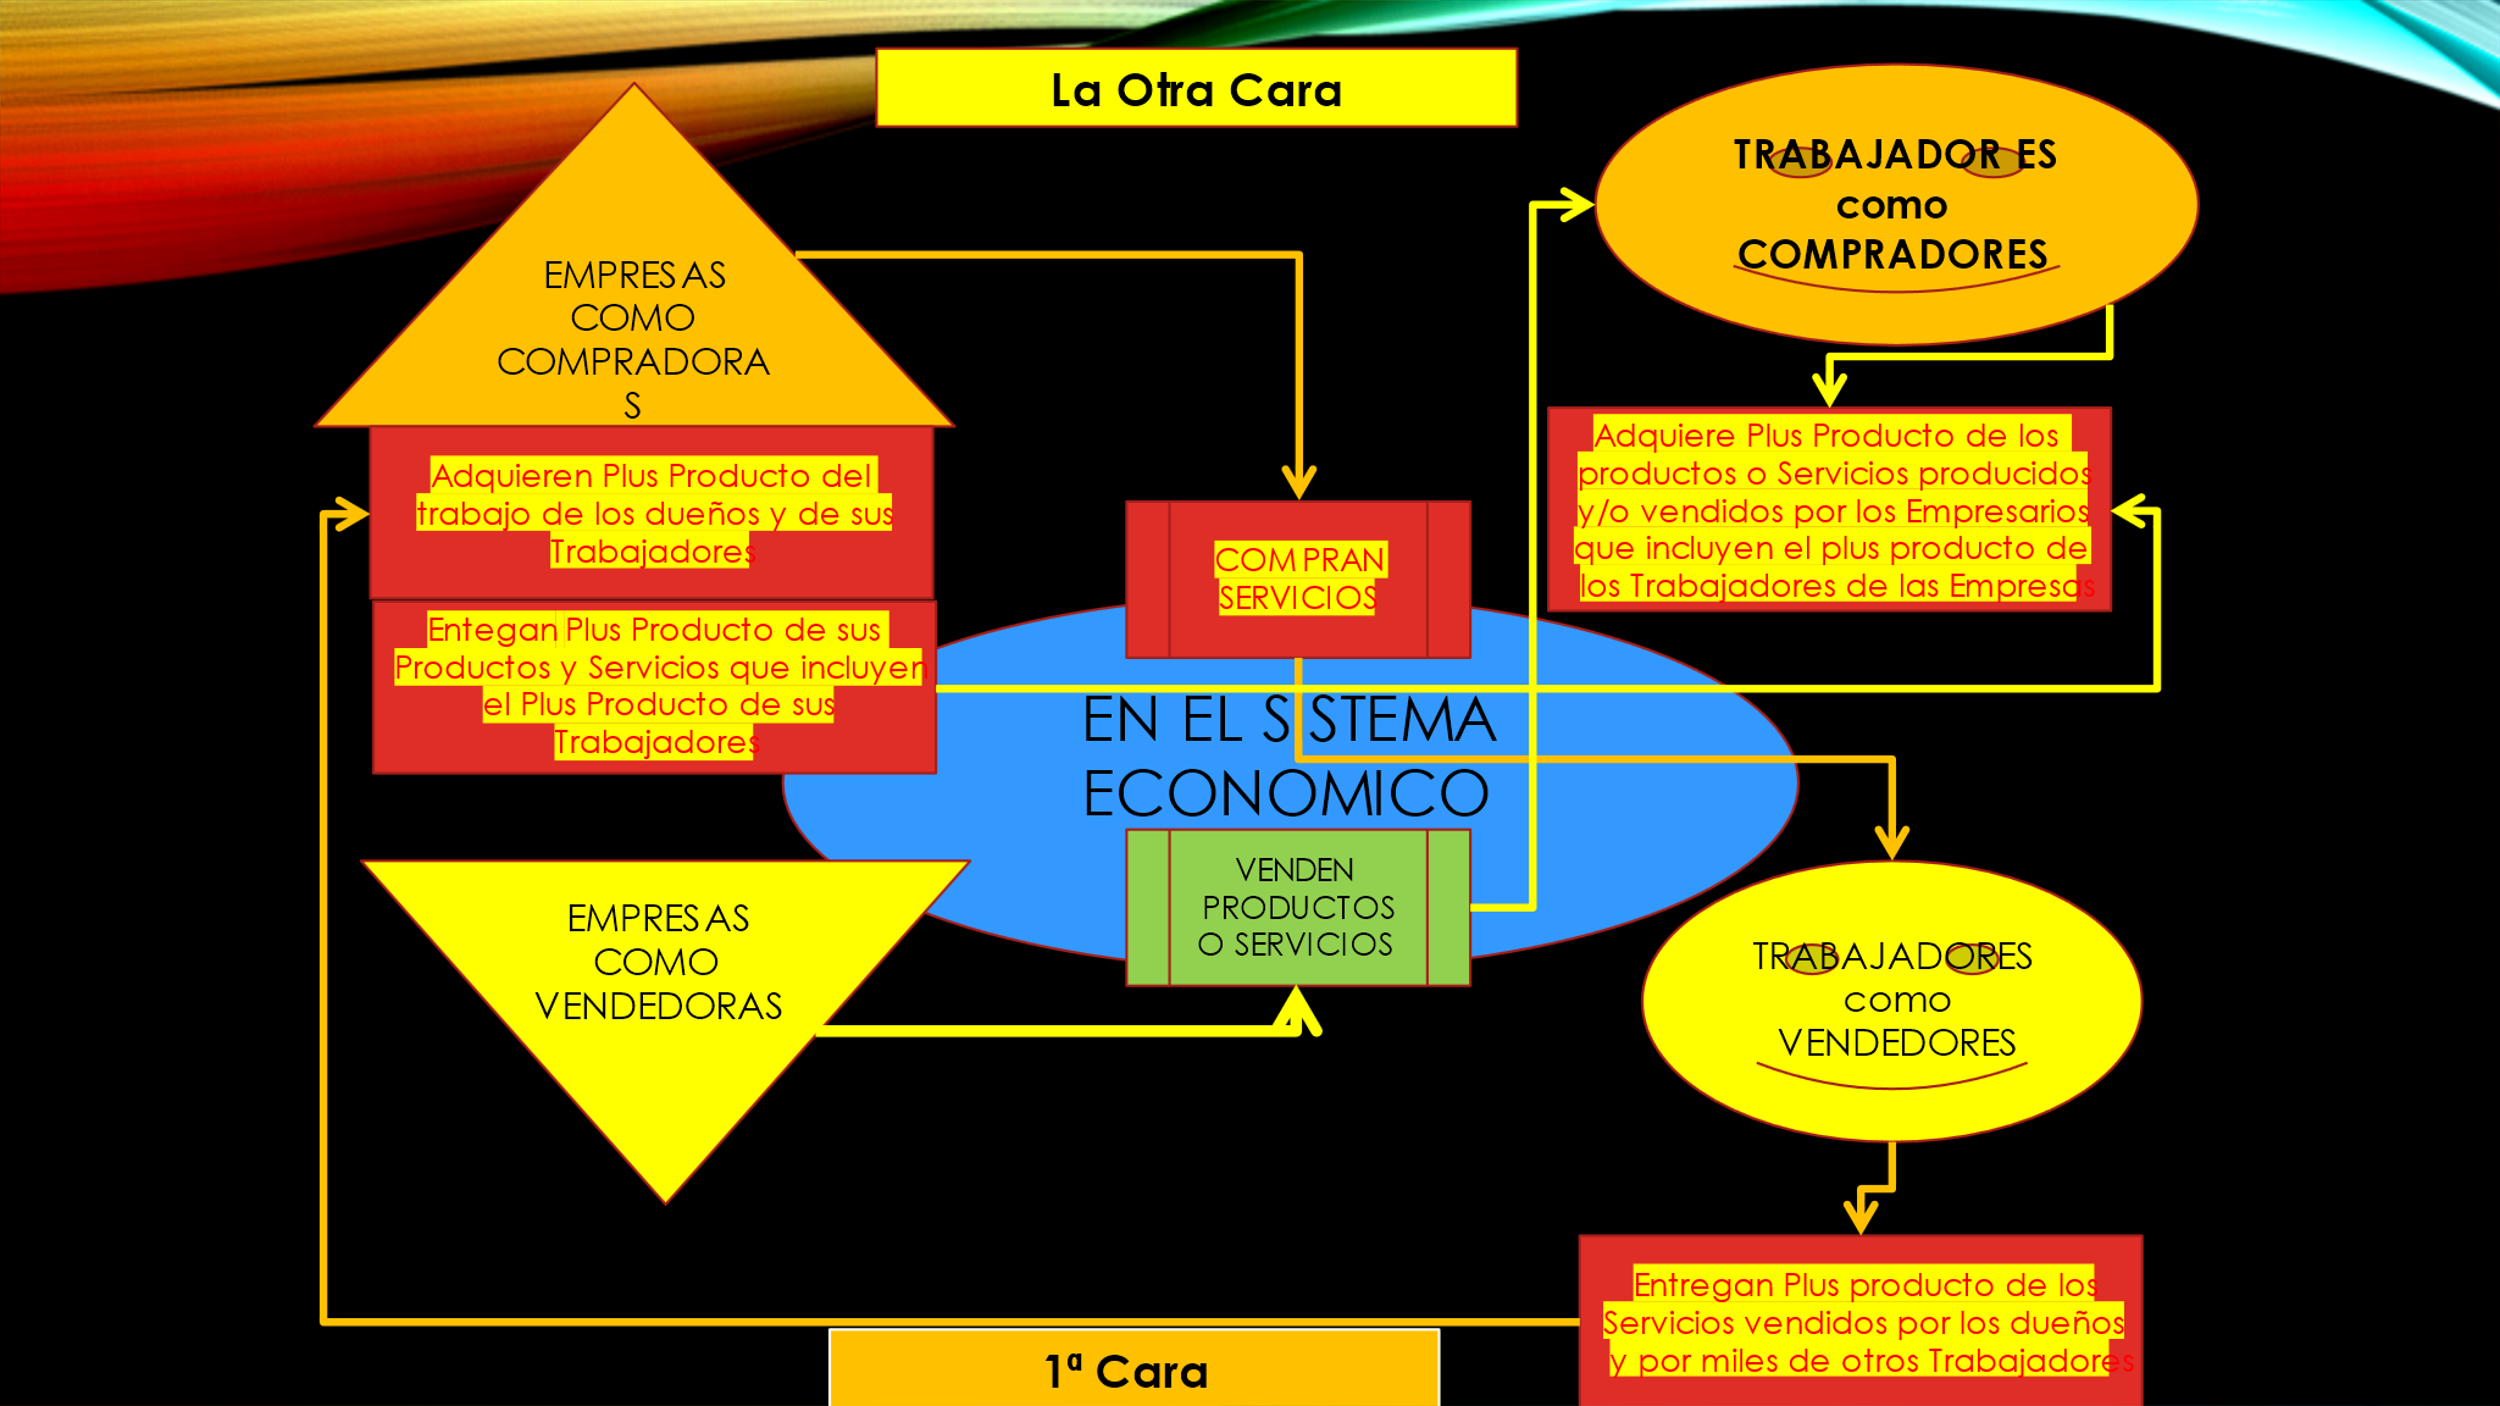 La Otra Cara
EMPRESAS
COMO
COMPRADORA
S
Adquieren Plus Producto del
trabajo de los dueños y de sus
Trabajadores
Entegan Plus Producto de sus
Productos y Servicios que incluyen
el Plus Producto de sus
Trabajadores
EMPRESAS
COMO
VENDEDORAS
COMPRAN
SERVICIOS
EN EL SISTEMA
ECONOMICO
VENDEN
PRODUCTOS
O SERVICIOS
TRABAJADORES
como
COMPRADORES
Adquiere Plus Producto de los
productos o Servicios producidos
y/o vendidos por los Empresarios
que incluyen el plus producto de
los Trabajadores de las Empresas
TRABAJADORES
como
VENDEDORES
Entregan Plus producto de los
Servicios vendidos por los dueños
y por miles de otros Trabajadores
1ª Cara